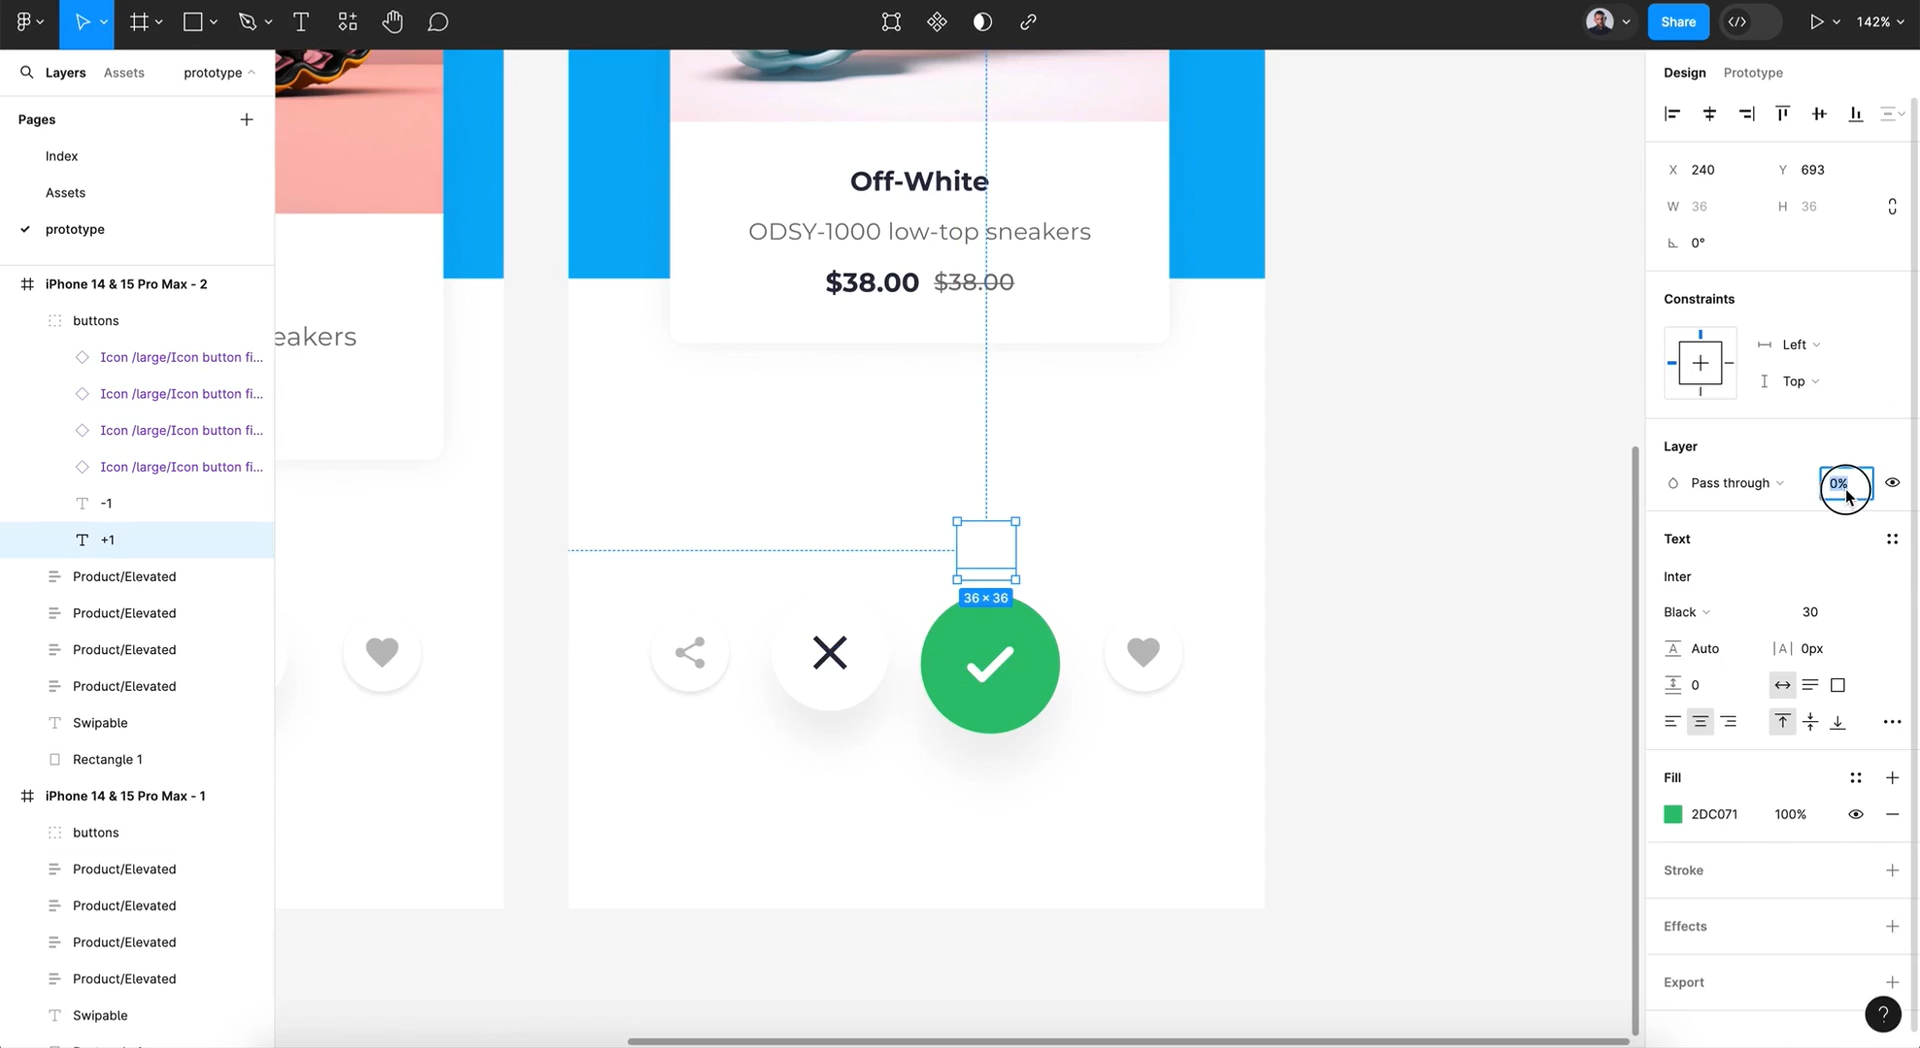 Share
142%
Layers
Assets
prototype
Pages
Index
Assets
prototype
iPhone 14 & 15 Pro Max - 2
buttons
Icon /large/Icon button fi...
Icon /large/Icon button fi...
Icon /large/Icon button fi...
Icon /large/Icon button fi...
-1
+1
Product/Elevated
Product/Elevated
Product/Elevated
Product/Elevated
Swipable
Rectangle 1
iPhone 14 & 15 Pro Max - 1
buttons
Product/Elevated
Product/Elevated
Product/Elevated
Product/Elevated
Swipable
eakers
Off-White
ODSY-1000 low-top sneakers
$38.00 $38.00
36 × 36
Design
Prototype
X 240 Y 693
W 36 H 36
0°
Constraints
Left
Top
Layer
Pass through 0%
Text
Inter
Black 30
Auto 0px
0
Fill
2DC071 100%
Stroke
Effects
Export
?